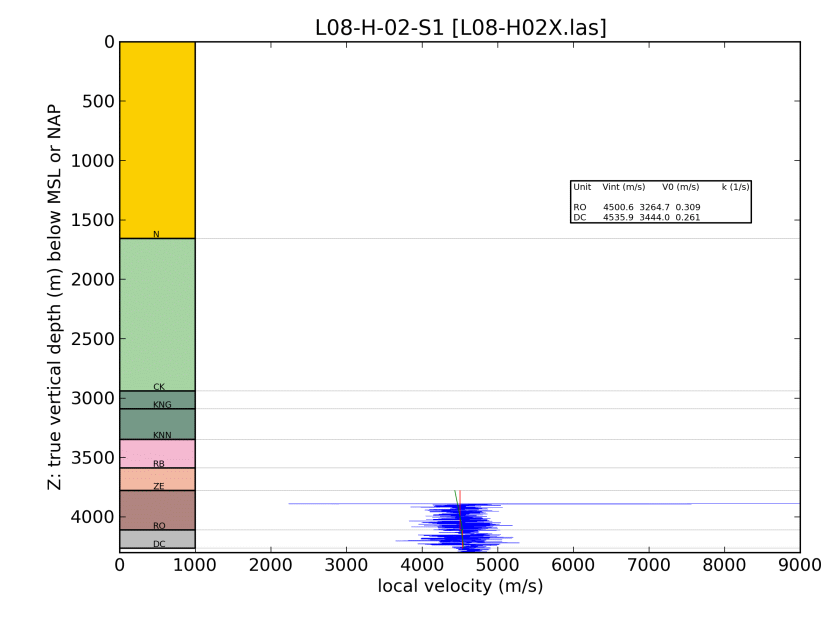 L08-H-02-S1 [L08-H02X.las]
0
500
1000
1500
2000
2500
3000
3500
4000
Z: true vertical depth (m) below MSL or NAP
N
CK
KNG
KNN
RB
ZE
RO
DC
Unit Vint (m/s) V0 (m/s) k (1/s)
RO 4500.6 3264.7 0.309
DC 4535.9 3444.0 0.261
0 1000 2000 3000 4000 5000 6000 7000 8000 9000
local velocity (m/s)